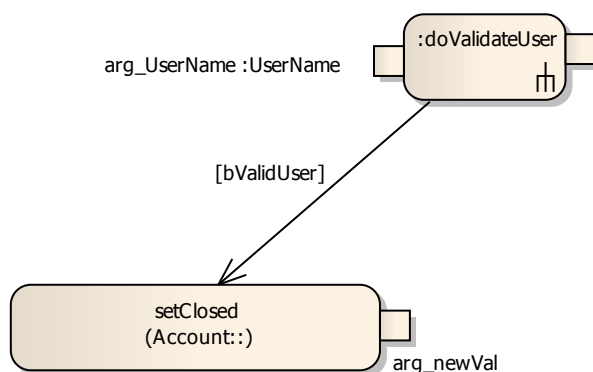 :doValidateUser
arg_UserName :UserName
[bValidUser]
setClosed
(Account::)
arg_newVal